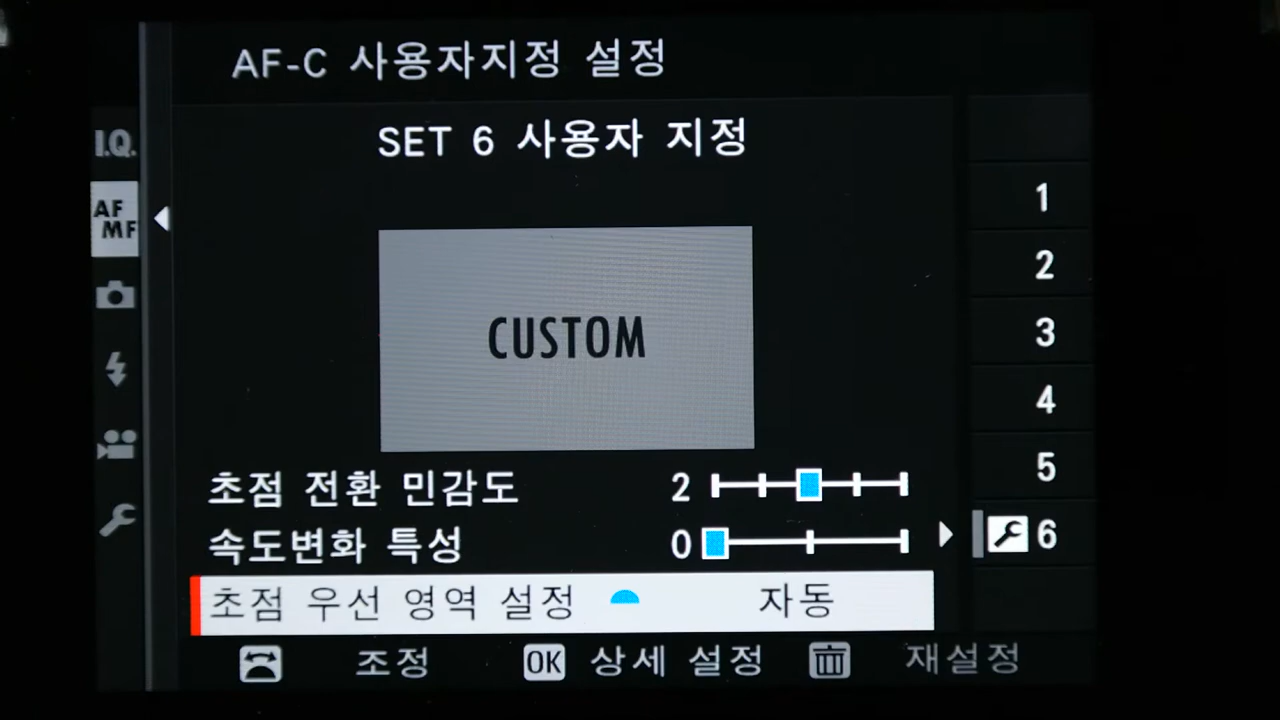 AF-C 사용자지정 설정
I.Q.
AF
MF
SET 6 사용자 지정
CUSTOM
1
2
3
4
5
6
초점 전환 민감도 2
속도변화 특성 0
초점 우선 영역 설정 자동
조정 OK 상세 설정 재설정